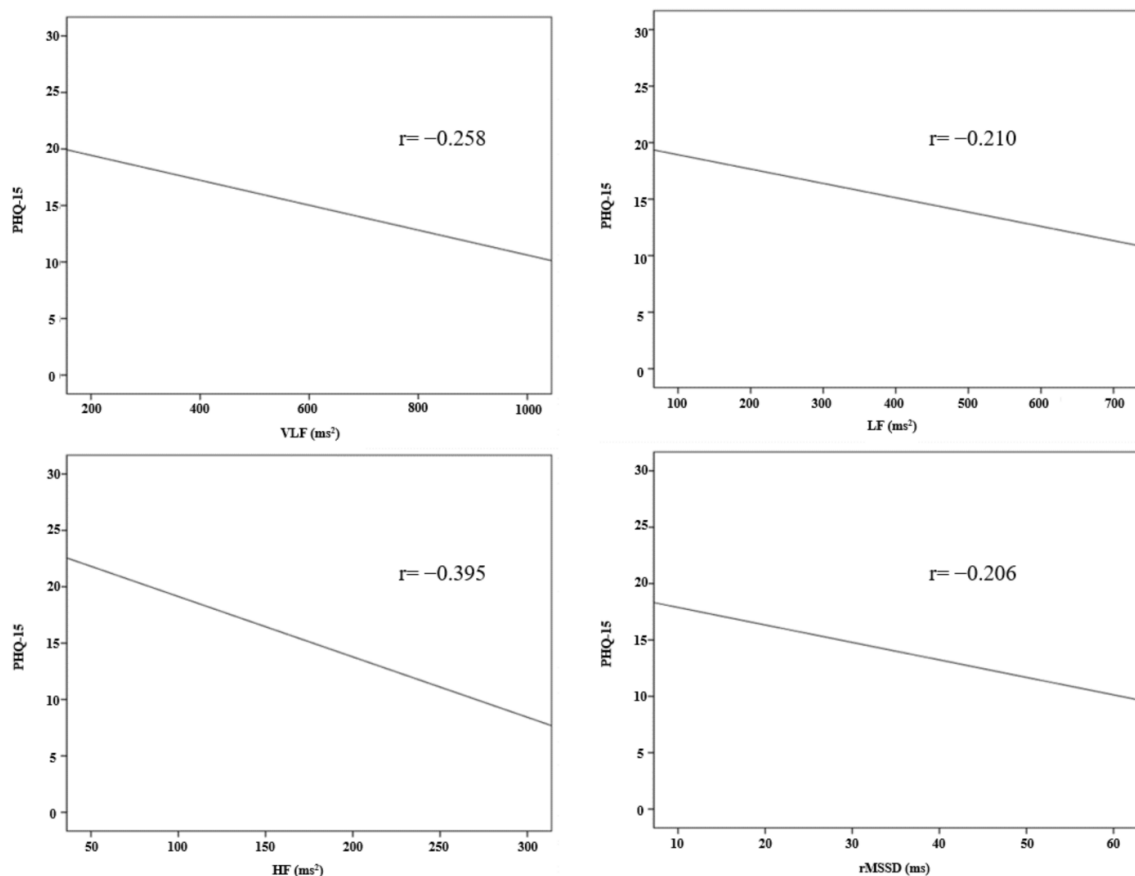 30
25
20
15
10
5
0
PHQ-15
r= −0.258
200 400 600 800 1000
VLF (ms²)
30
25
20
15
10
5
0
PHQ-15
r= −0.210
100 200 300 400 500 600 700
LF (ms²)
30
25
20
15
10
5
0
PHQ-15
r= −0.395
50 100 150 200 250 300
HF (ms²)
30
25
20
15
10
5
0
PHQ-15
r= −0.206
10 20 30 40 50 60
rMSSD (ms)